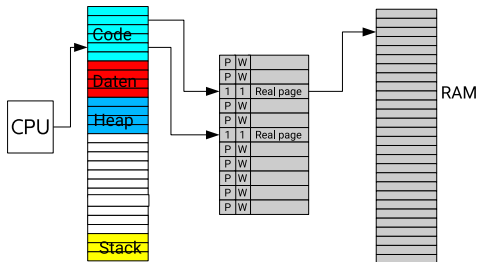 CPU
Code
Daten
Heap
Stack
P W
P W
1 1 Real page
P W
P W
1 1 Real page
P W
P W
P W
P W
P W
RAM